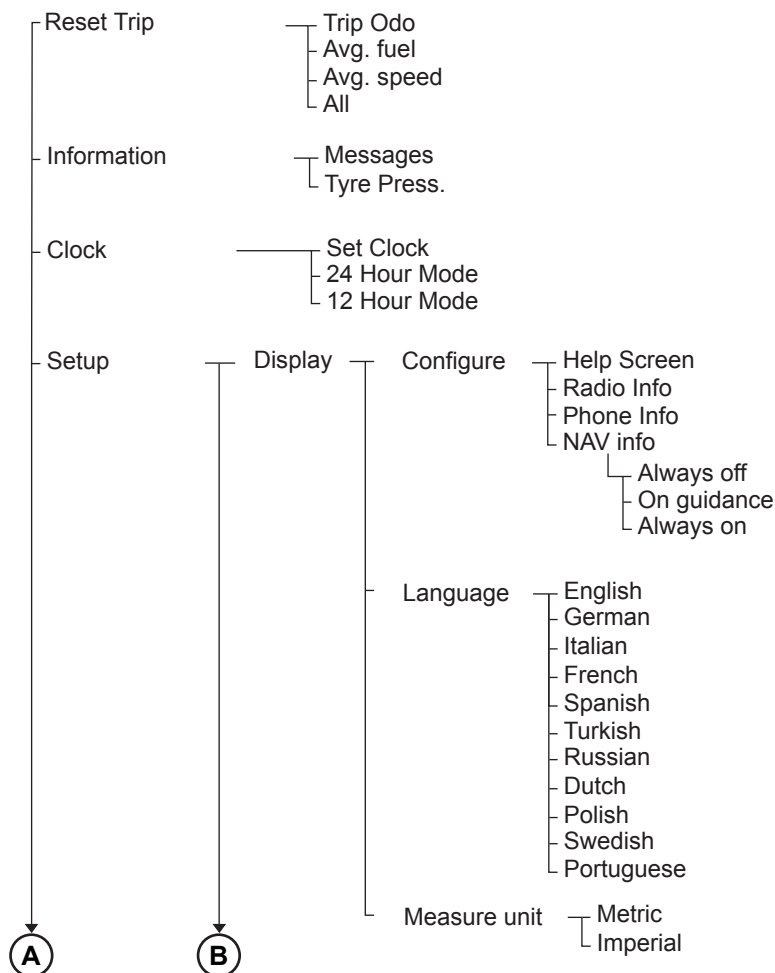 Reset Trip
Trip Odo
Avg. fuel
Avg. speed
All
Information
Messages
Tyre Press.
Clock
Set Clock
24 Hour Mode
12 Hour Mode
Setup
Display
Configure
Help Screen
Radio Info
Phone Info
NAV info
Always off
On guidance
Always on
Language
English
German
Italian
French
Spanish
Turkish
Russian
Dutch
Polish
Swedish
Portuguese
Measure unit
Metric
Imperial
A
B